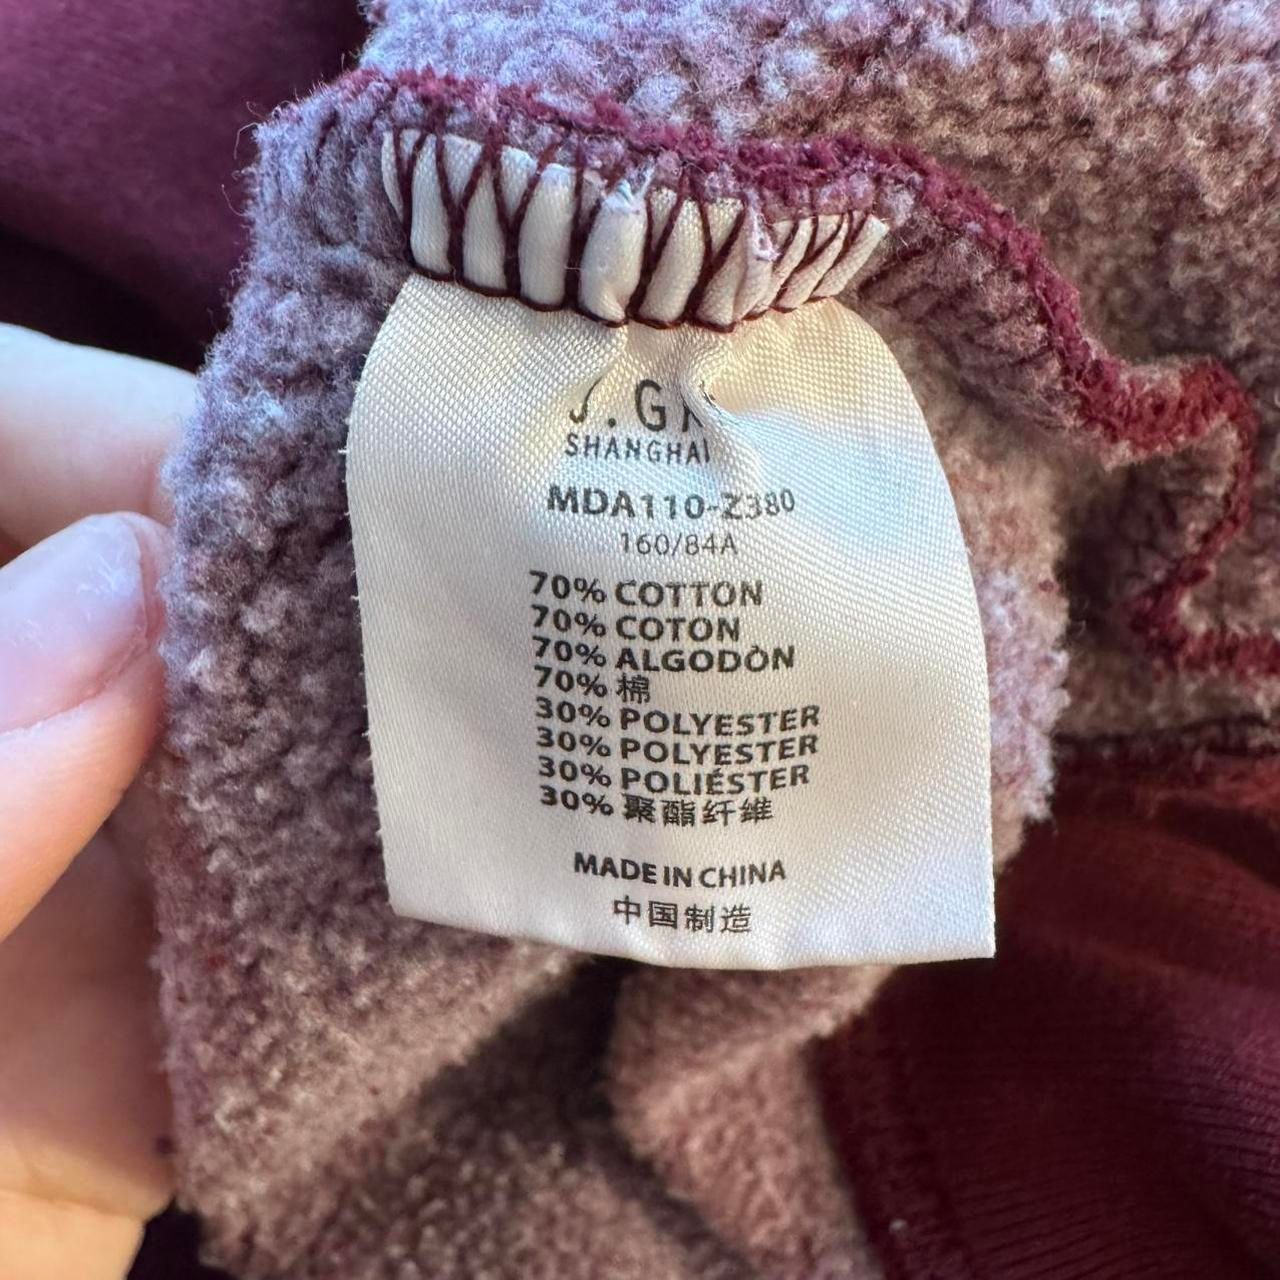 SHANGHAI
MDA110-Z380
160/84A
70% COTTON
70% COTON
70% ALGODÒN
70% 棉
30% POLYESTER
30% POLYESTER
30% POLIÉSTER
30% 聚酯纤维
MADE IN CHINA
中国制造